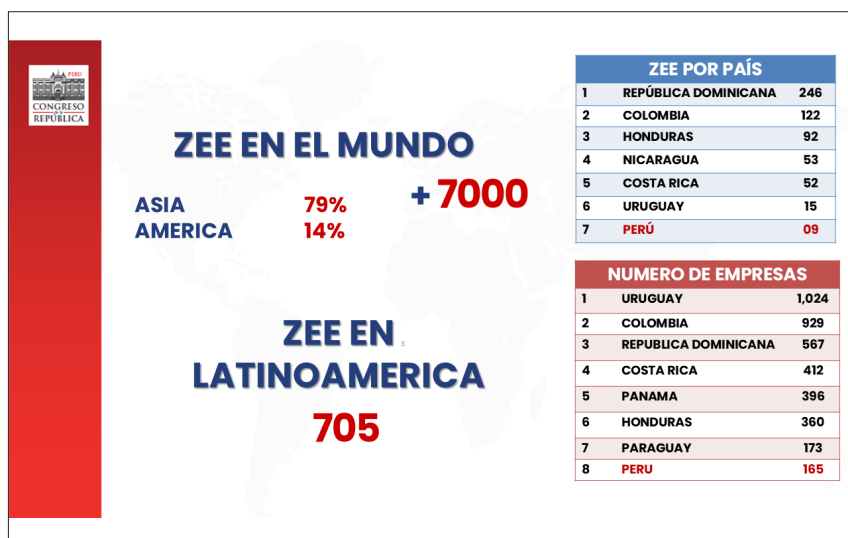 PERÚ
CONGRESO
de la
REPÚBLICA
ZEE EN EL MUNDO
+ 7000
ASIA 79%
AMERICA 14%
ZEE EN
3
LATINOAMERICA
705
ZEE POR PAÍS
1 REPÚBLICA DOMINICANA 246
2 COLOMBIA 122
3 HONDURAS 92
4 NICARAGUA 53
5 COSTA RICA 52
6 URUGUAY 15
7 PERÚ 09
NUMERO DE EMPRESAS
1 URUGUAY 1,024
2 COLOMBIA 929
3 REPUBLICA DOMINICANA 567
4 COSTA RICA 412
5 PANAMA 396
6 HONDURAS 360
7 PARAGUAY 173
8 PERU 165